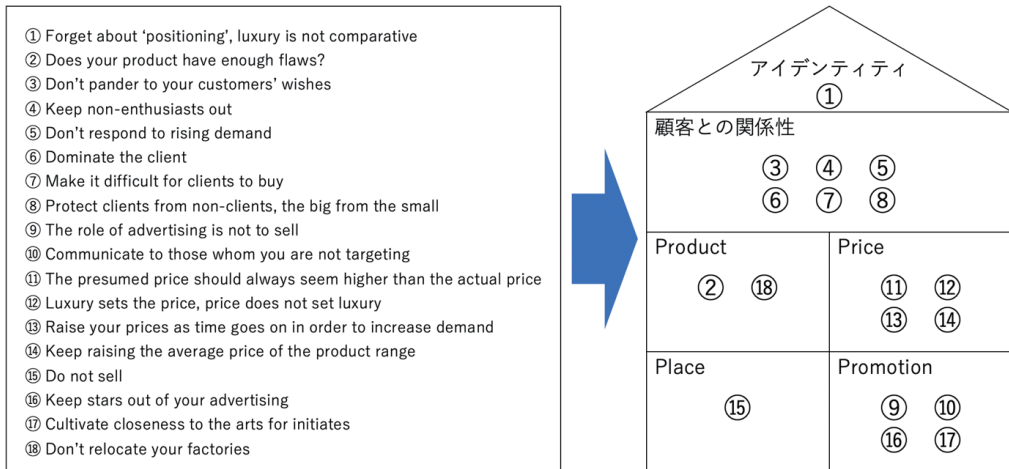 ① Forget about ‘positioning’, luxury is not comparative
② Does your product have enough flaws?
③ Don’t pander to your customers’ wishes
④ Keep non-enthusiasts out
⑤ Don’t respond to rising demand
⑥ Dominate the client
⑦ Make it difficult for clients to buy
⑧ Protect clients from non-clients, the big from the small
⑨ The role of advertising is not to sell
⑩ Communicate to those whom you are not targeting
⑪ The presumed price should always seem higher than the actual price
⑫ Luxury sets the price, price does not set luxury
⑬ Raise your prices as time goes on in order to increase demand
⑭ Keep raising the average price of the product range
⑮ Do not sell
⑯ Keep stars out of your advertising
⑰ Cultivate closeness to the arts for initiates
⑱ Don’t relocate your factories
アイデンティティ
①
顧客との関係性
③ ④ ⑤
⑥ ⑦ ⑧
Product
② ⑱
Price
⑪ ⑫
⑬ ⑭
Place
⑮
Promotion
⑨ ⑩
⑯ ⑰